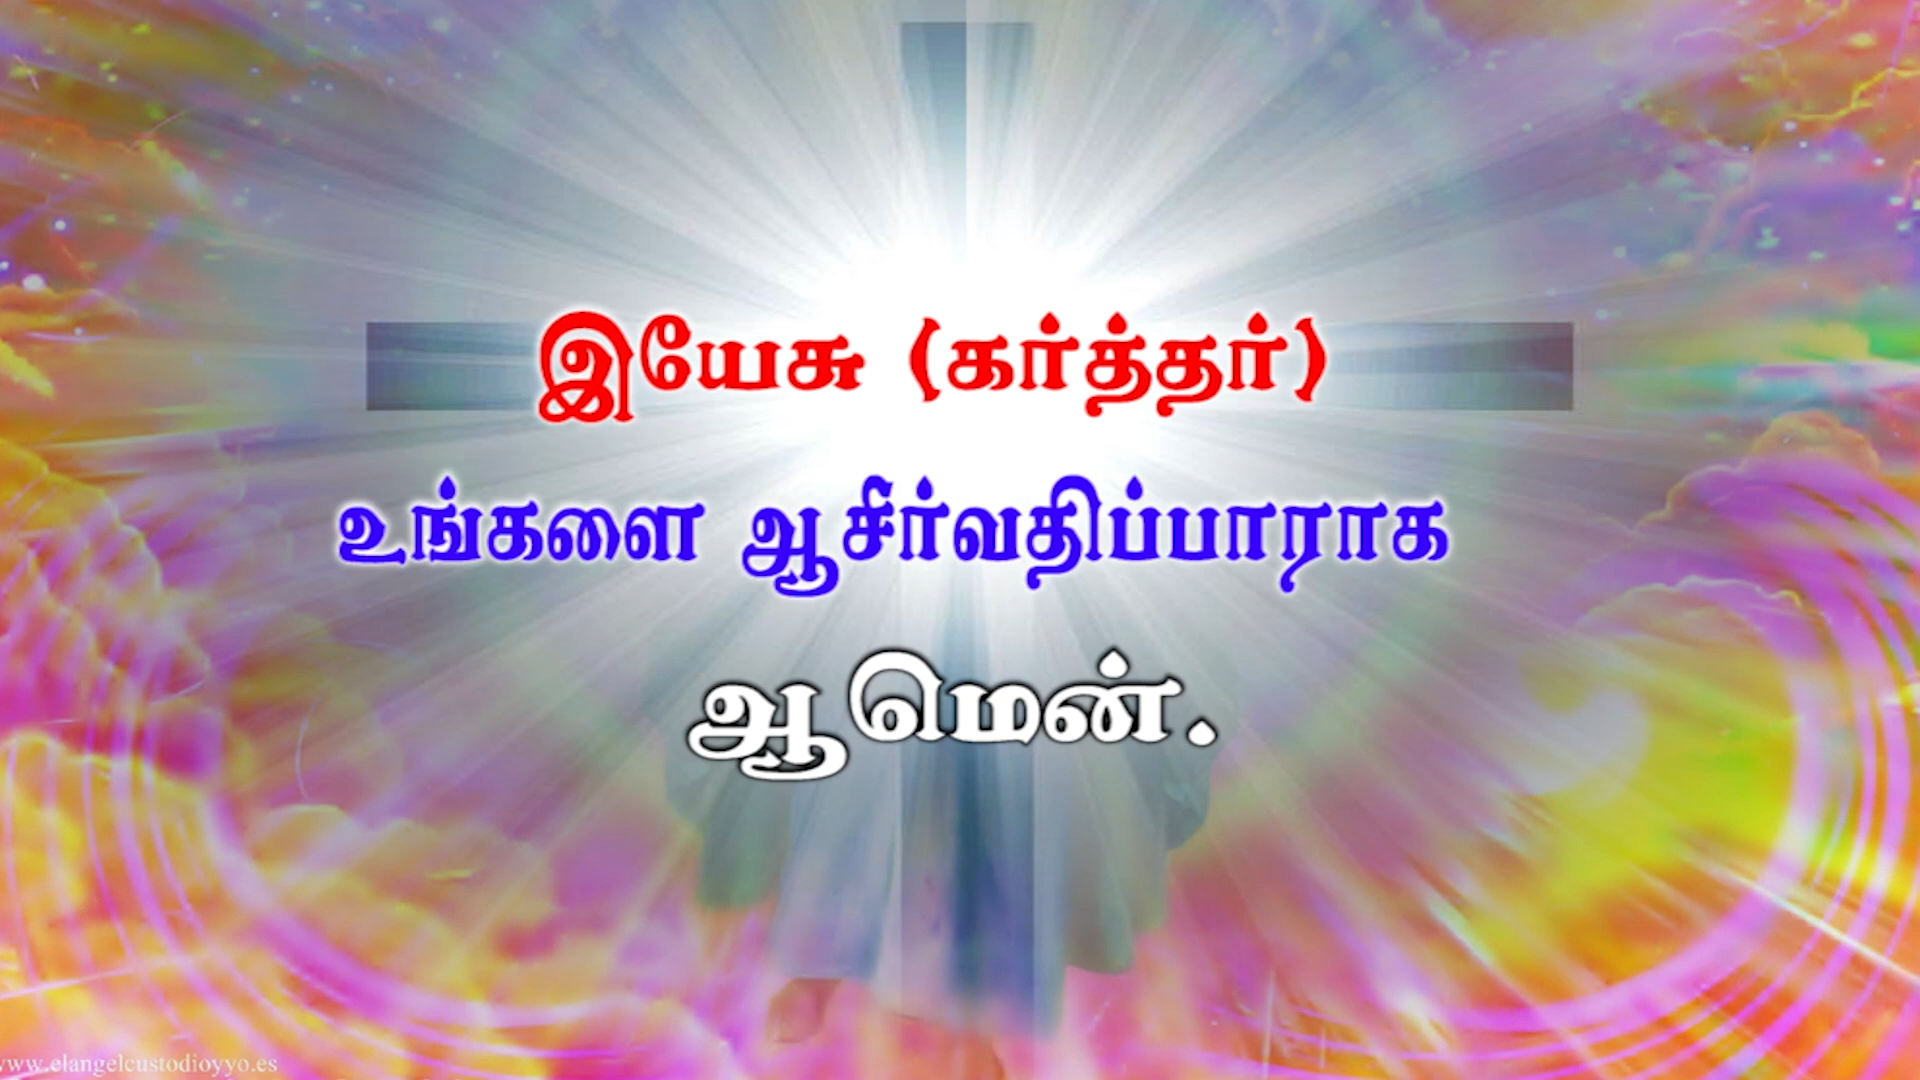 இயேசு (கர்த்தர்)
உங்களை ஆசிர்வதிப்பாராக
ஆமென்.
www.elangelcustodioyyo.es